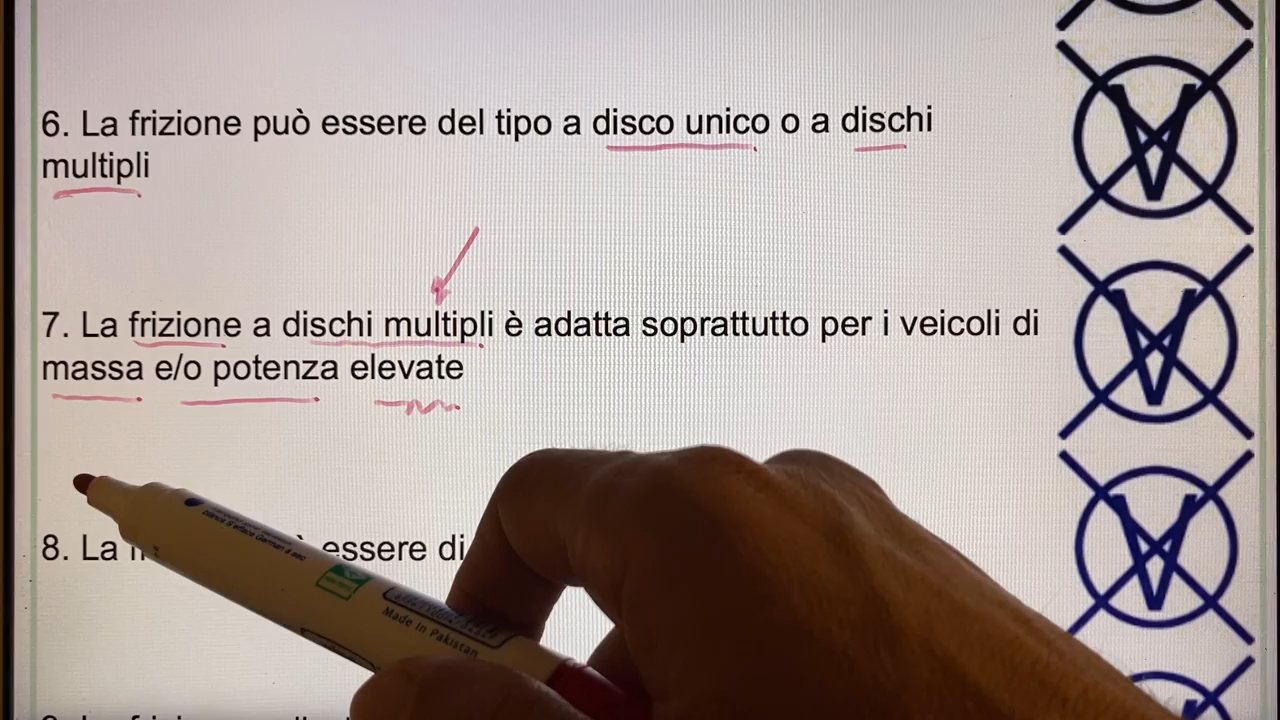 6. La frizione può essere del tipo a disco unico o a dischi
multipli
V
7. La frizione a dischi multipli è adatta soprattutto per i veicoli di
massa e/o potenza elevate
V
8. La essere di
V
Made in Pakistan